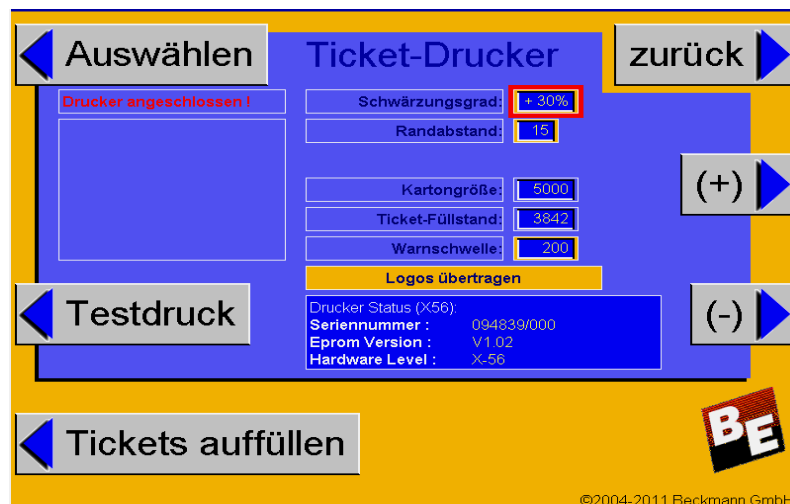 Auswählen
Ticket-Drucker
zurück
Drucker angeschlossen !
Schwärzungsgrad: + 30%
Randabstand: 15
(+)
Kartongröße: 5000
Ticket-Füllstand: 3842
Warnschwelle: 200
Logos übertragen
Testdruck
(-)
Drucker Status (X56):
Seriennummer : 094839/000
Eprom Version : V1.02
Hardware Level : X-56
Tickets auffüllen
BE
©2004-2011 Beckmann GmbH